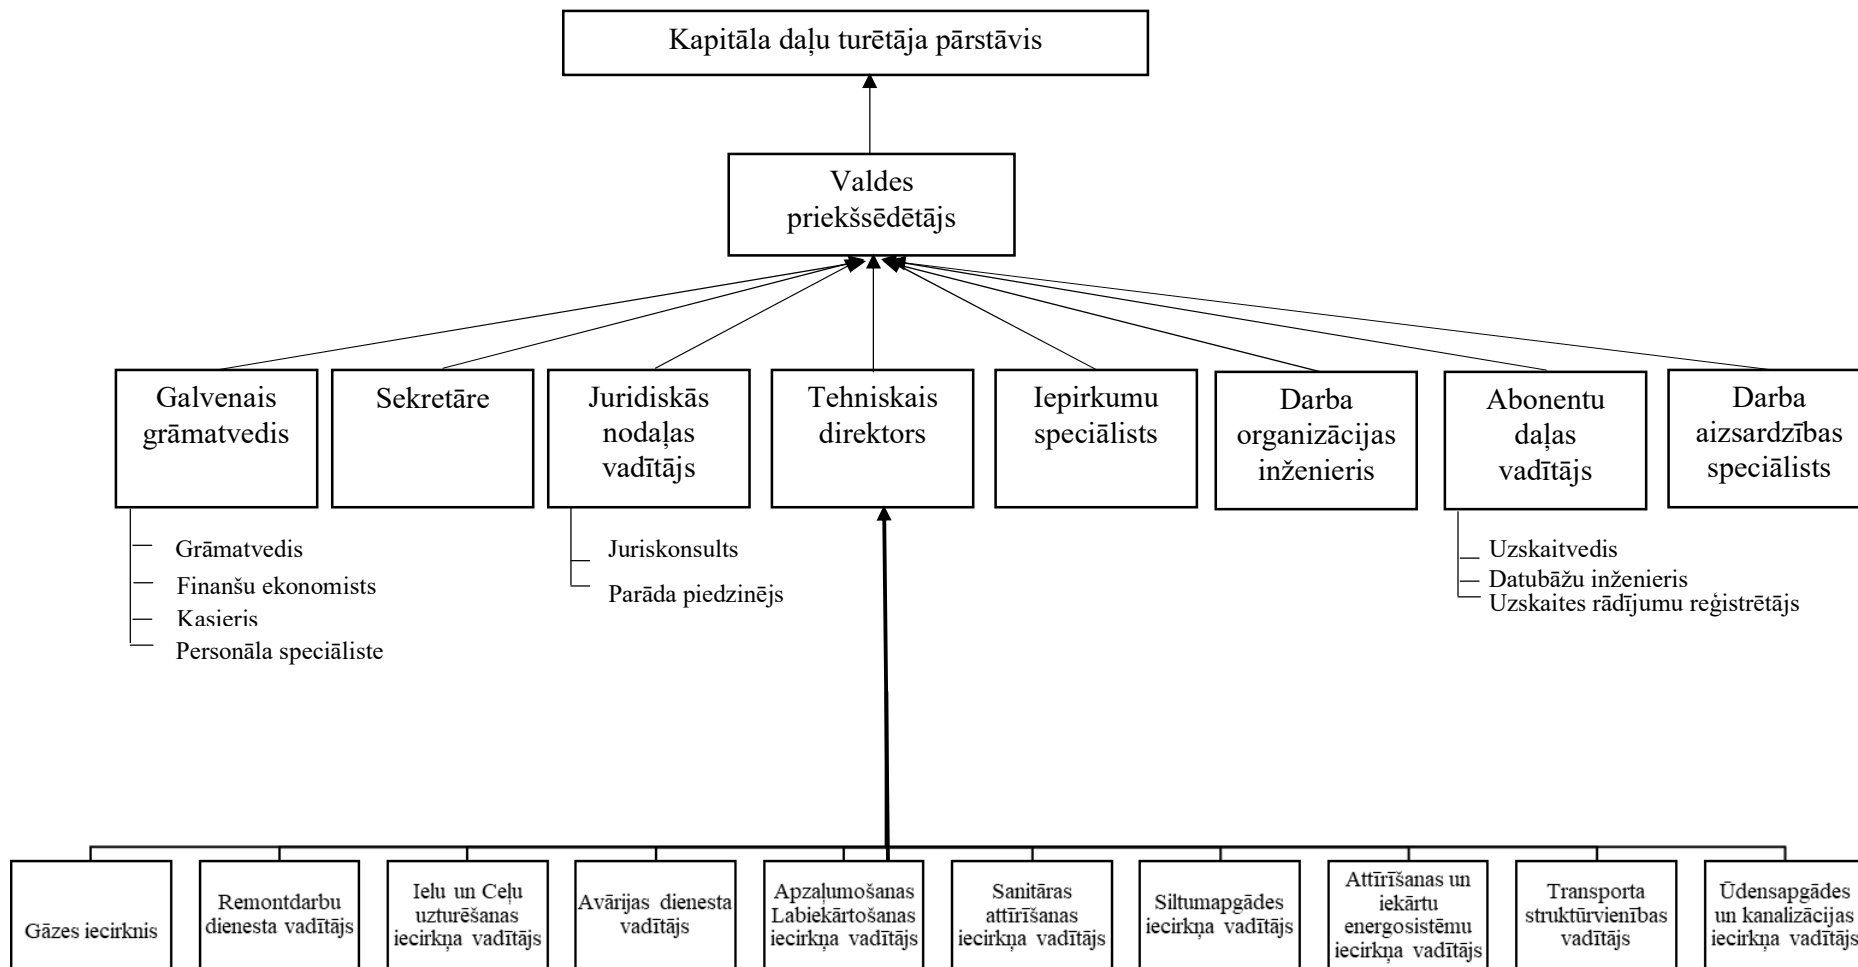 Kapitāla daļu turētāja pārstāvis
Valdes
priekšsēdētājs
Galvenais
grāmatvedis
Sekretāre
Juridiskās
nodaļas
vadītājs
Tehniskais
direktors
Iepirkumu
speciālists
Darba
organizācijas
inženieris
Abonentu
daļas
vadītājs
Darba
aizsardzības
speciālists
Grāmatvedis
Finanšu ekonomists
Kasieris
Personāla speciāliste
Juriskonsults
Parāda piedzinējs
Uzskaitvedis
Datubāžu inženieris
Uzskaites rādījumu reģistrētājs
Gāzes iecirknis
Remontdarbu
dienesta vadītājs
Ielu un Ceļu
uzturēšanas
iecirkņa vadītājs
Avārijas dienesta
vadītājs
Apzaļumošanas
Labiekārtošanas
iecirkņa vadītājs
Sanitāras
attīrīšanas
iecirkņa vadītājs
Siltumapgādes
iecirkņa vadītājs
Attīrīšanas un
iekārtu
energosistēmu
iecirkņa vadītājs
Transporta
struktūrvienības
vadītājs
Ūdensapgādes
un kanalizācijas
iecirkņa vadītājs